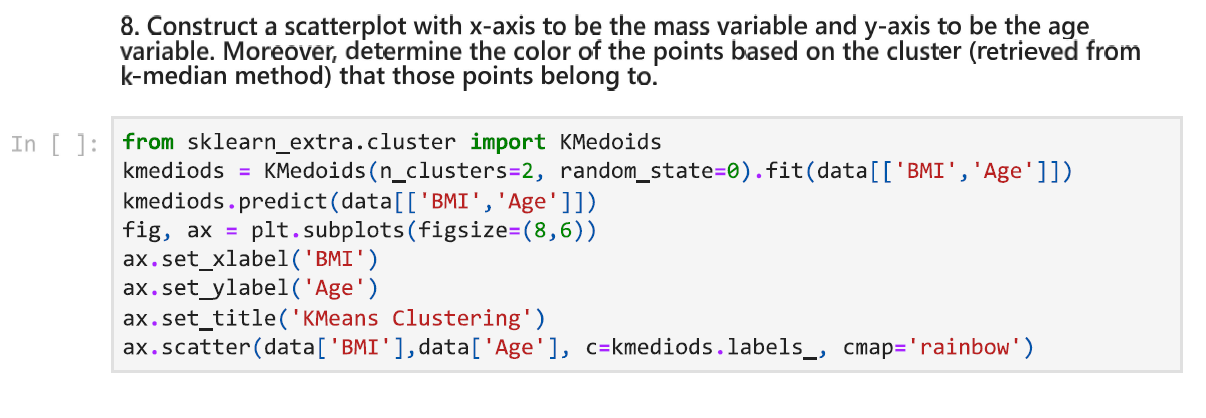 8. Construct a scatterplot with x-axis to be the mass variable and y-axis to be the age
variable. Moreover, determine the color of the points based on the cluster (retrieved from
k-median method) that those points belong to.
In [ ]:
from sklearn_extra.cluster import KMedoids
kmediods = KMedoids(n_clusters=2, random_state=0).fit(data[['BMI','Age']])
kmediods.predict(data[['BMI','Age']])
fig, ax = plt.subplots(figsize=(8,6))
ax.set_xlabel('BMI')
ax.set_ylabel('Age')
ax.set_title('KMeans Clustering')
ax.scatter(data['BMI'],data['Age'], c=kmediods.labels_, cmap='rainbow')